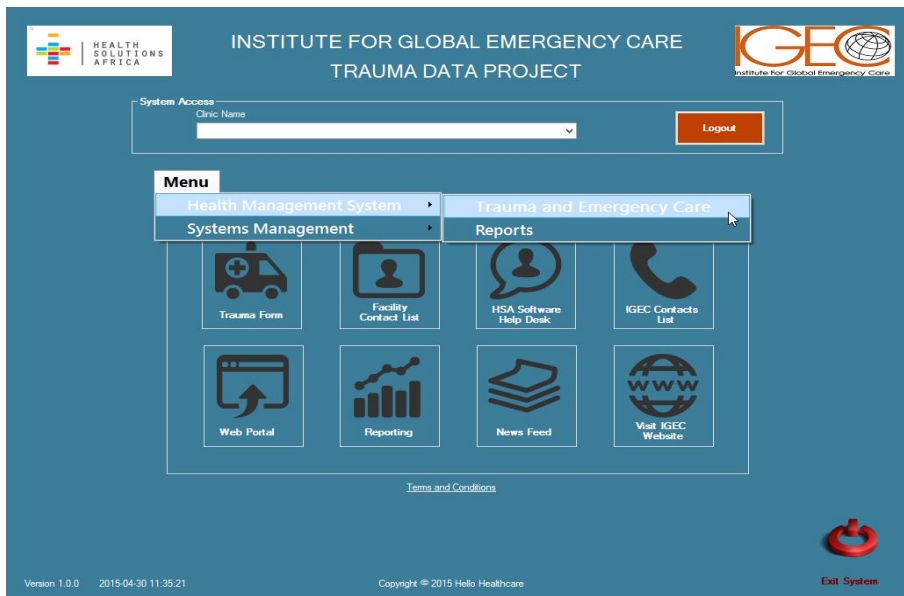 HEALTH
SOLUTIONS
AFRICA
INSTITUTE FOR GLOBAL EMERGENCY CARE
TRAUMA DATA PROJECT
IGEC
Institute For Global Emergency Care
System Access
Clinic Name
Logout
Menu
Health Management System
Trauma and Emergency Care
Systems Management
Reports
Trauma Form
Facility
Contact List
HSA Software
Help Desk
IGEC Contacts
List
Web Portal
Reporting
News Feed
WWW
Visit IGEC
Website
Terms and Conditions
Exit System
Version 1.0.0 2015-04-30 11:35:21
Copyright © 2015 Hello Healthcare